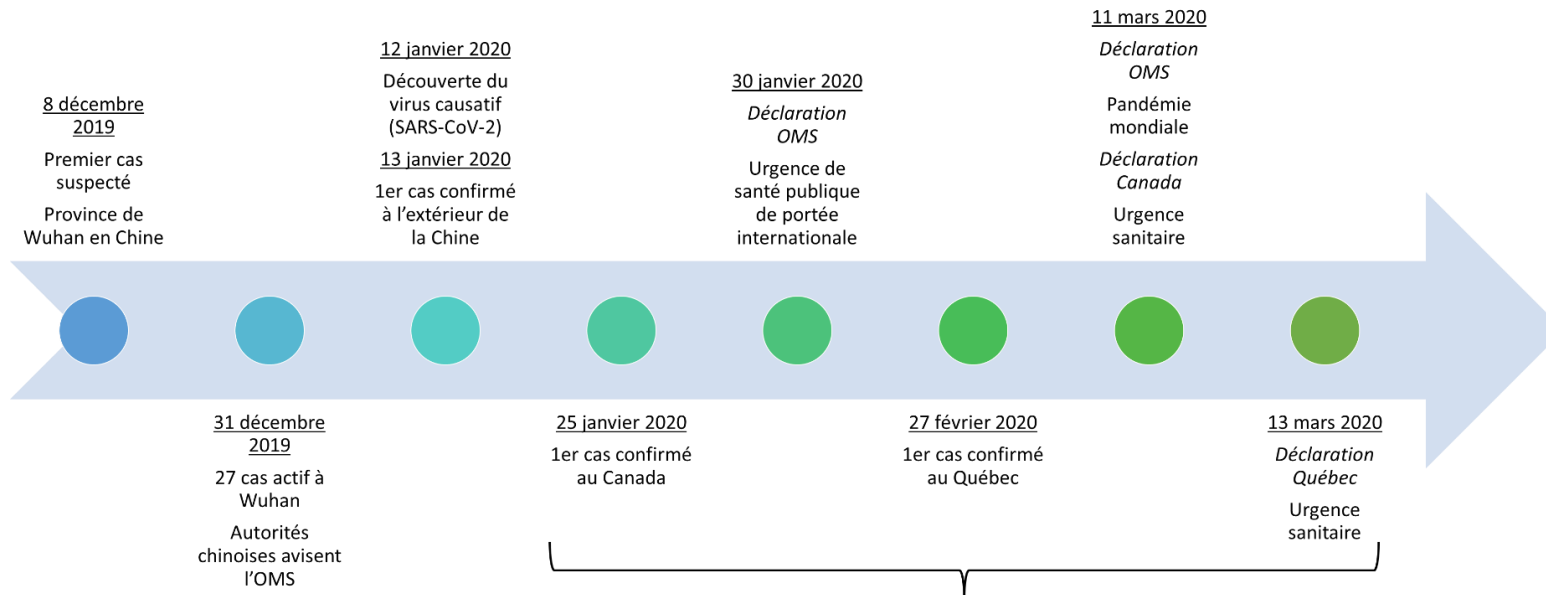 8 décembre
2019
Premier cas
suspecté
Province de
Wuhan en Chine
31 décembre
2019
27 cas actif à
Wuhan
Autorités
chinoises avisent
l'OMS
12 janvier 2020
Découverte du
virus causatif
(SARS-CoV-2)
13 janvier 2020
1er cas confirmé
à l'extérieur de
la Chine
25 janvier 2020
1er cas confirmé
au Canada
30 janvier 2020
Déclaration
OMS
Urgence de
santé publique
de portée
internationale
27 février 2020
1er cas confirmé
au Québec
11 mars 2020
Déclaration
OMS
Pandémie
mondiale
Déclaration
Canada
Urgence
sanitaire
13 mars 2020
Déclaration
Québec
Urgence
sanitaire